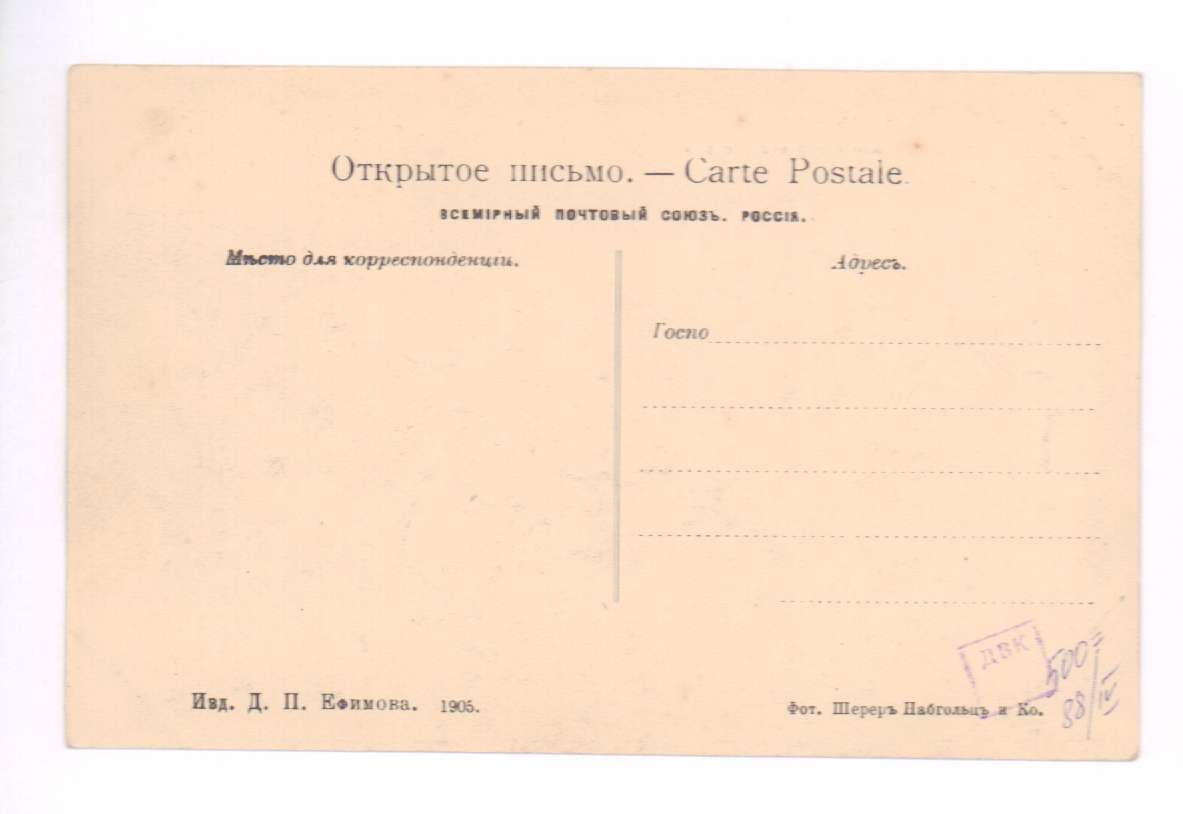 Открытое письмо. — Carte Postale.
ВСЕМІРНЫЙ ПОЧТОВЫЙ СОЮЗЪ. РОССІЯ.
Мѣсто для корреспонденціи.
Адресъ.
Госпо
ДВК
500=
88/IV
Изд. Д. П. Ефимова. 1905.
Фот. Шереръ Набгольцъ и Ко.